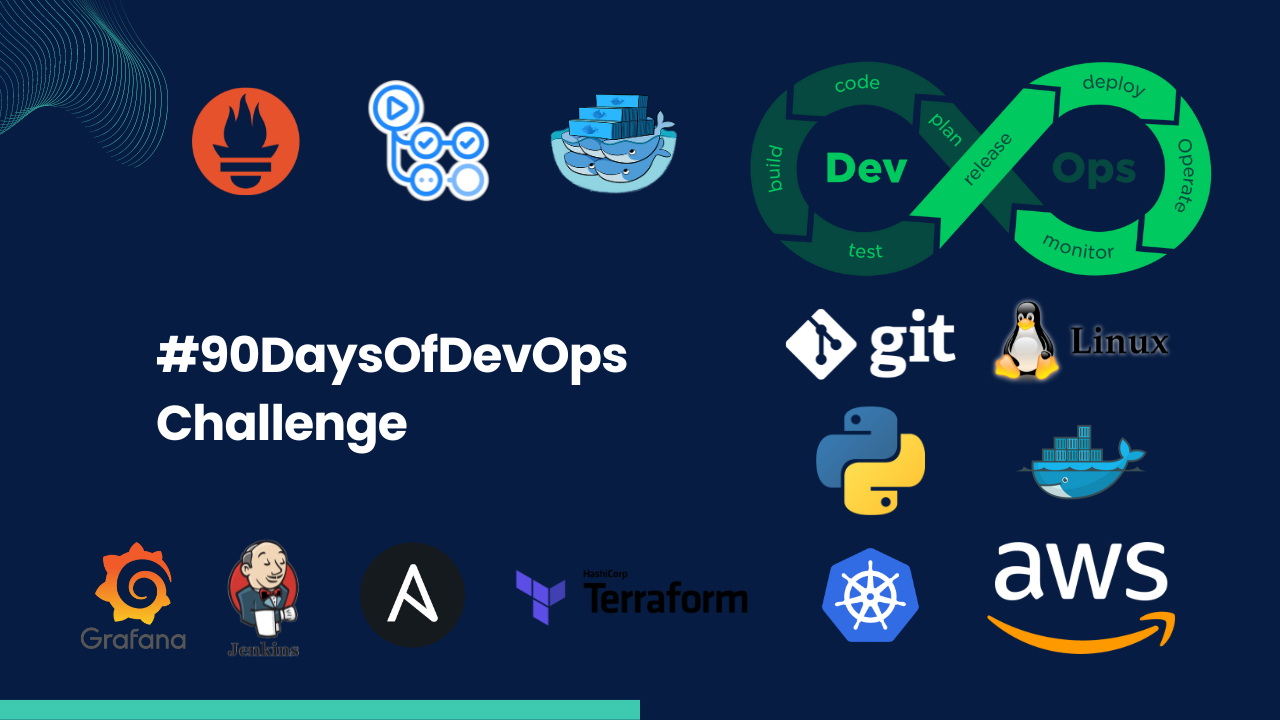 code
deploy
plan
build
Dev
release
Ops
Operate
test
monitor
git
Linux
#90DaysOfDevOps
Challenge
Grafana
Jenkins
HashiCorp
Terraform
aws